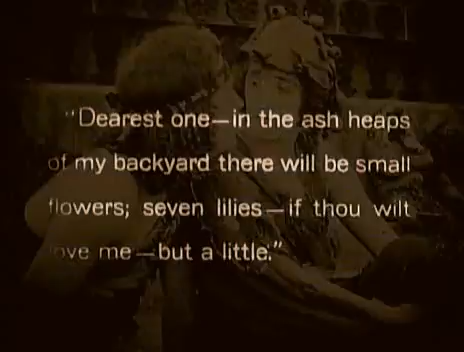 "Dearest one—in the ash heaps
of my backyard there will be small
flowers; seven lilies—if thou wilt
love me—but a little."